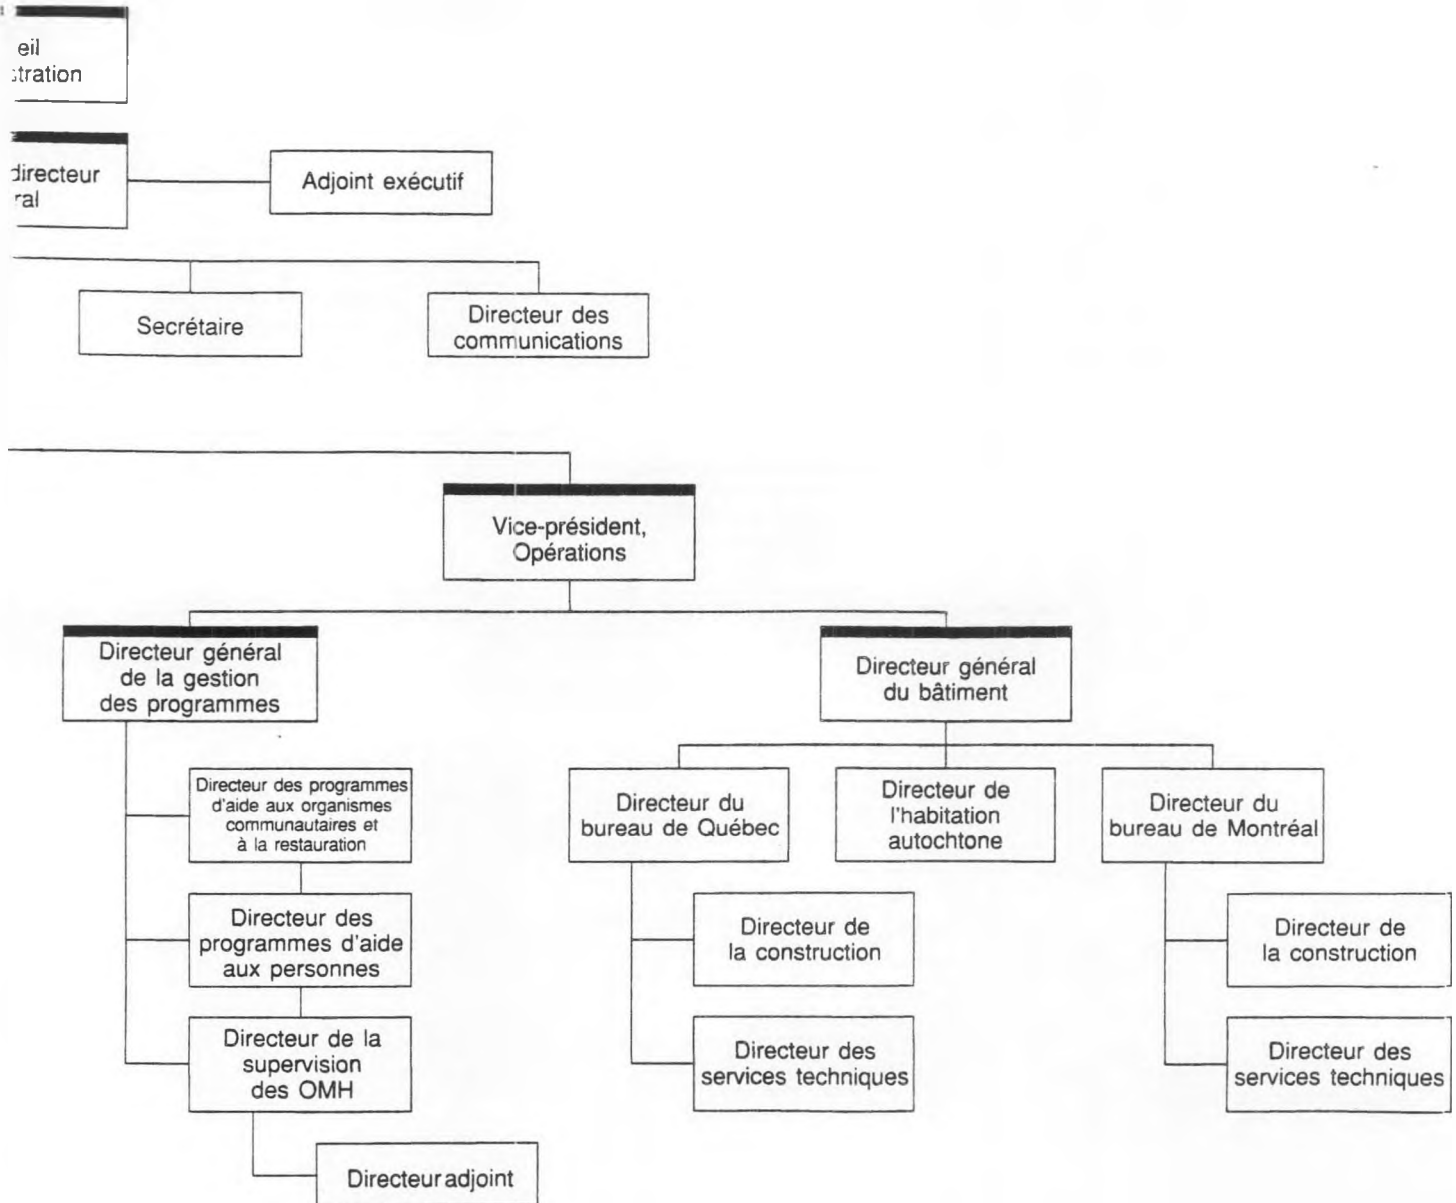 eil
stration
directeur
ral
Adjoint exécutif
Secrétaire
Directeur des
communications
Vice-président,
Opérations
Directeur général
de la gestion
des programmes
Directeur général
du bâtiment
Directeur des programmes
d'aide aux organismes
communautaires et
à la restauration
Directeur du
bureau de Québec
Directeur de
l'habitation
autochtone
Directeur du
bureau de Montréal
Directeur des
programmes d'aide
aux personnes
Directeur de
la construction
Directeur de
la construction
Directeur de la
supervision
des OMH
Directeur des
services techniques
Directeur des
services techniques
Directeur adjoint